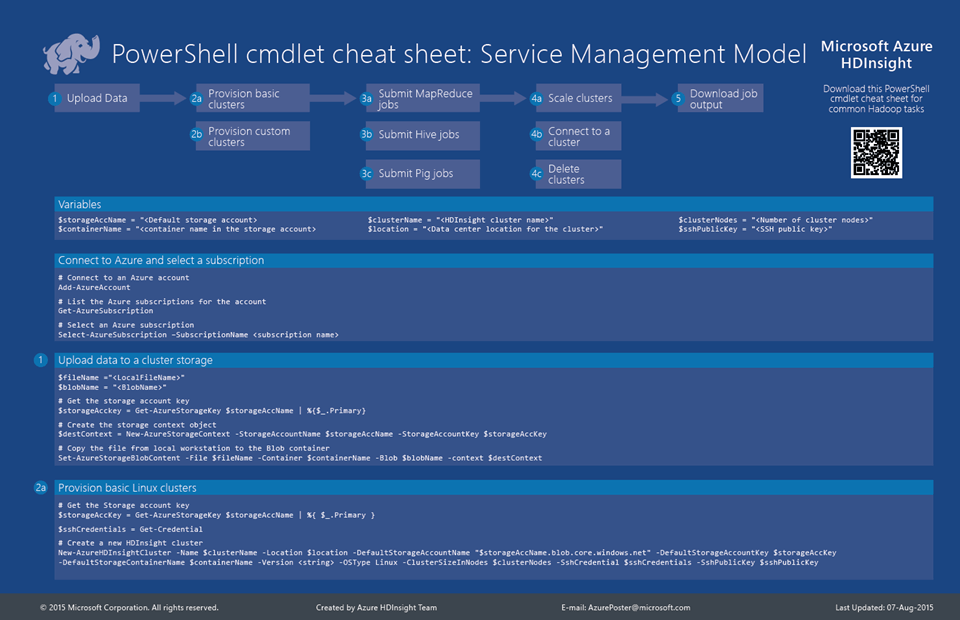 PowerShell cmdlet cheat sheet: Service Management Model
Microsoft Azure
HDInsight
Download this PowerShell
cmdlet cheat sheet for
common Hadoop tasks
1 Upload Data
2a Provision basic
clusters
2b Provision custom
clusters
3a Submit MapReduce
jobs
3b Submit Hive jobs
3c Submit Pig jobs
4a Scale clusters
4b Connect to a
cluster
4c Delete
clusters
5 Download job
output
Variables
$storageAccName = "<Default storage account>
$containerName = "<container name in the storage account>
$clusterName = "<HDInsight cluster name>"
$location = "<Data center location for the cluster>"
$clusterNodes = "<Number of cluster nodes>"
$sshPublicKey = "<SSH public key>"
Connect to Azure and select a subscription
# Connect to an Azure account
Add-AzureAccount
# List the Azure subscriptions for the account
Get-AzureSubscription
# Select an Azure subscription
Select-AzureSubscription –SubscriptionName <subscription name>
1 Upload data to a cluster storage
$fileName ="<LocalFileName>"
$blobName = "<BlobName>"
# Get the storage account key
$storageAcckey = Get-AzureStorageKey $storageAccName | %{$_.Primary}
# Create the storage context object
$destContext = New-AzureStorageContext -StorageAccountName $storageAccName -StorageAccountKey $storageAccKey
# Copy the file from local workstation to the Blob container
Set-AzureStorageBlobContent -File $fileName -Container $containerName -Blob $blobName -context $destContext
2a Provision basic Linux clusters
# Get the Storage account key
$storageAccKey = Get-AzureStorageKey $storageAccName | %{ $_.Primary }
$sshCredentials = Get-Credential
# Create a new HDInsight cluster
New-AzureHDInsightCluster -Name $clusterName -Location $location -DefaultStorageAccountName "$storageAccName.blob.core.windows.net" -DefaultStorageAccountKey $storageAccKey
-DefaultStorageContainerName $containerName -Version <string> -OSType Linux -ClusterSizeInNodes $clusterNodes -SshCredential $sshCredentials -SshPublicKey $sshPublicKey
© 2015 Microsoft Corporation. All rights reserved.
Created by Azure HDInsight Team
E-mail: AzurePoster@microsoft.com
Last Updated: 07-Aug-2015